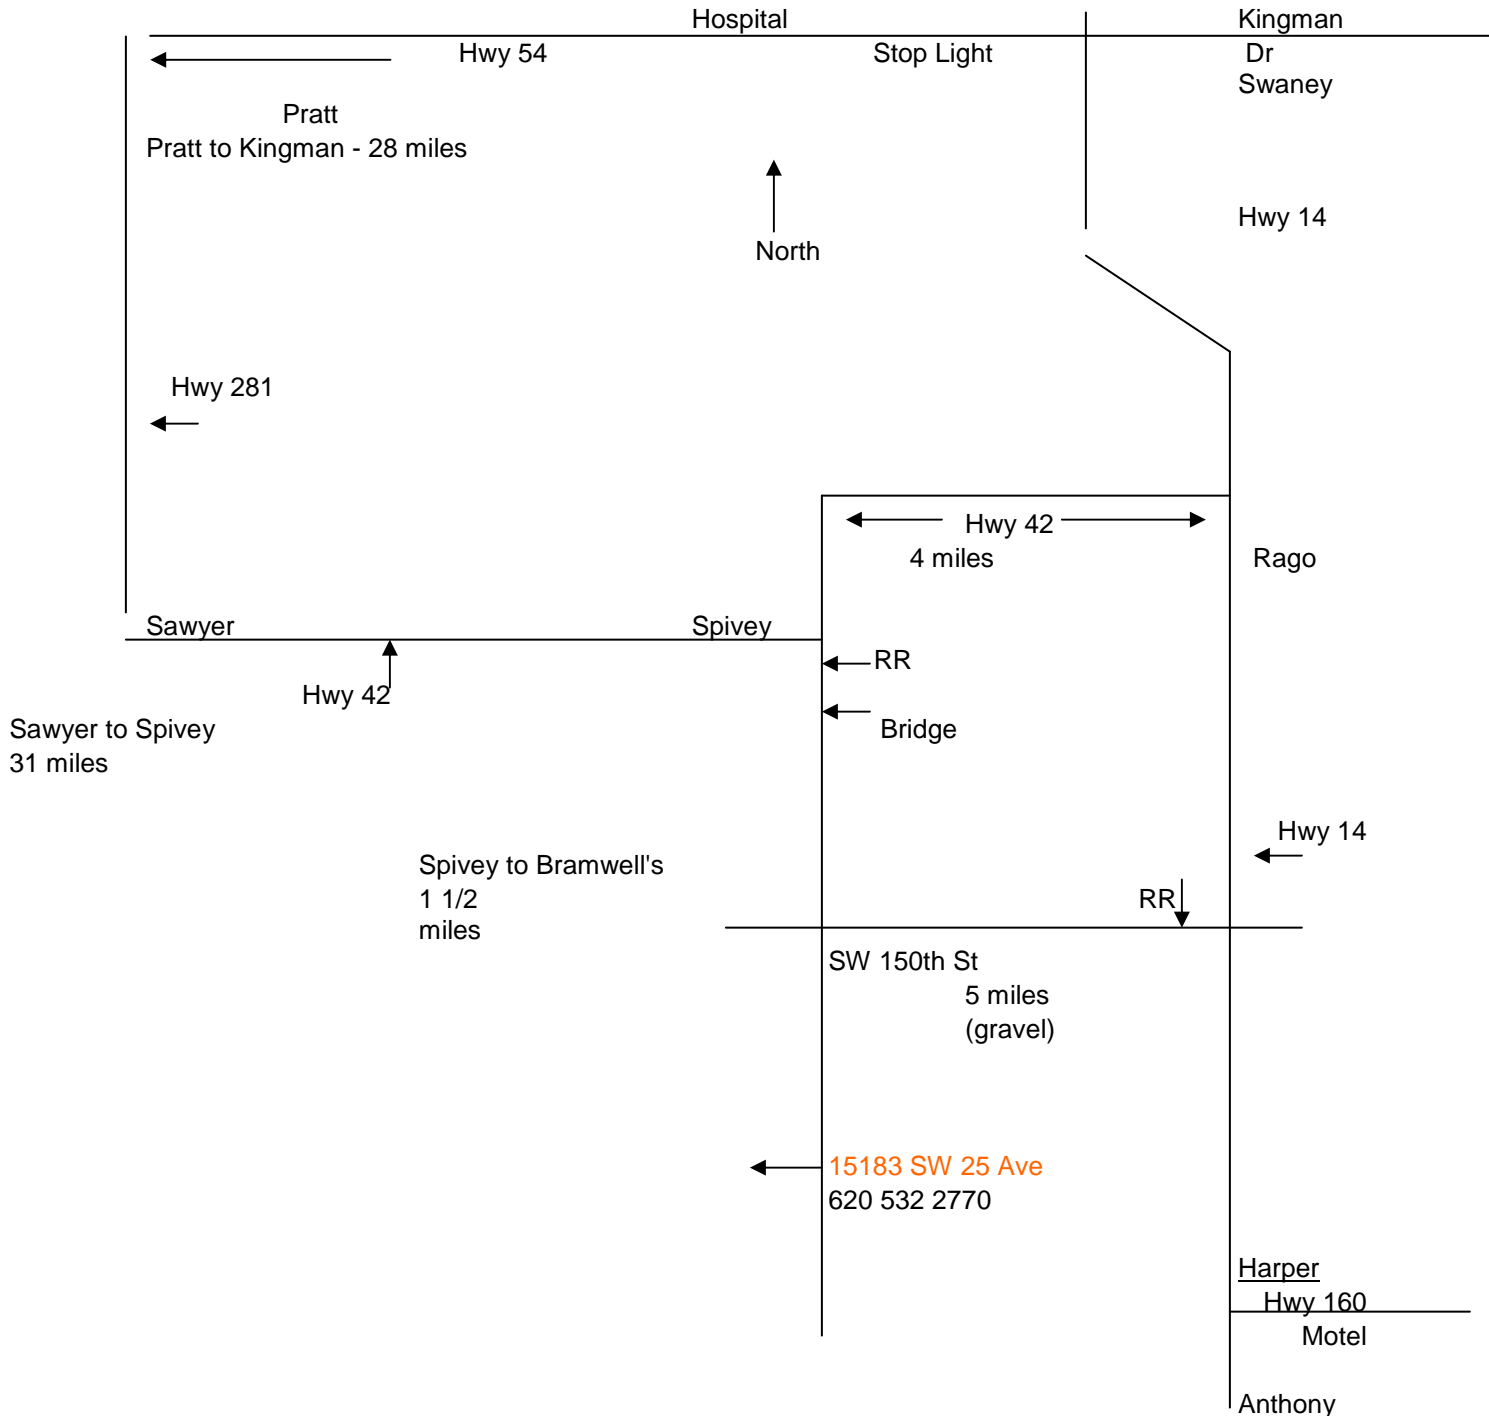 Hospital
Kingman
Hwy 54
Stop Light
Dr
Swaney
Pratt
Pratt to Kingman - 28 miles
North
Hwy 14
Hwy 281
Hwy 42
4 miles
Rago
Sawyer
Spivey
RR
Hwy 42
Bridge
Sawyer to Spivey
31 miles
Hwy 14
Spivey to Bramwell's
1 1/2
miles
RR
SW 150th St
5 miles
(gravel)
15183 SW 25 Ave
620 532 2770
Harper
Hwy 160
Motel
Anthony